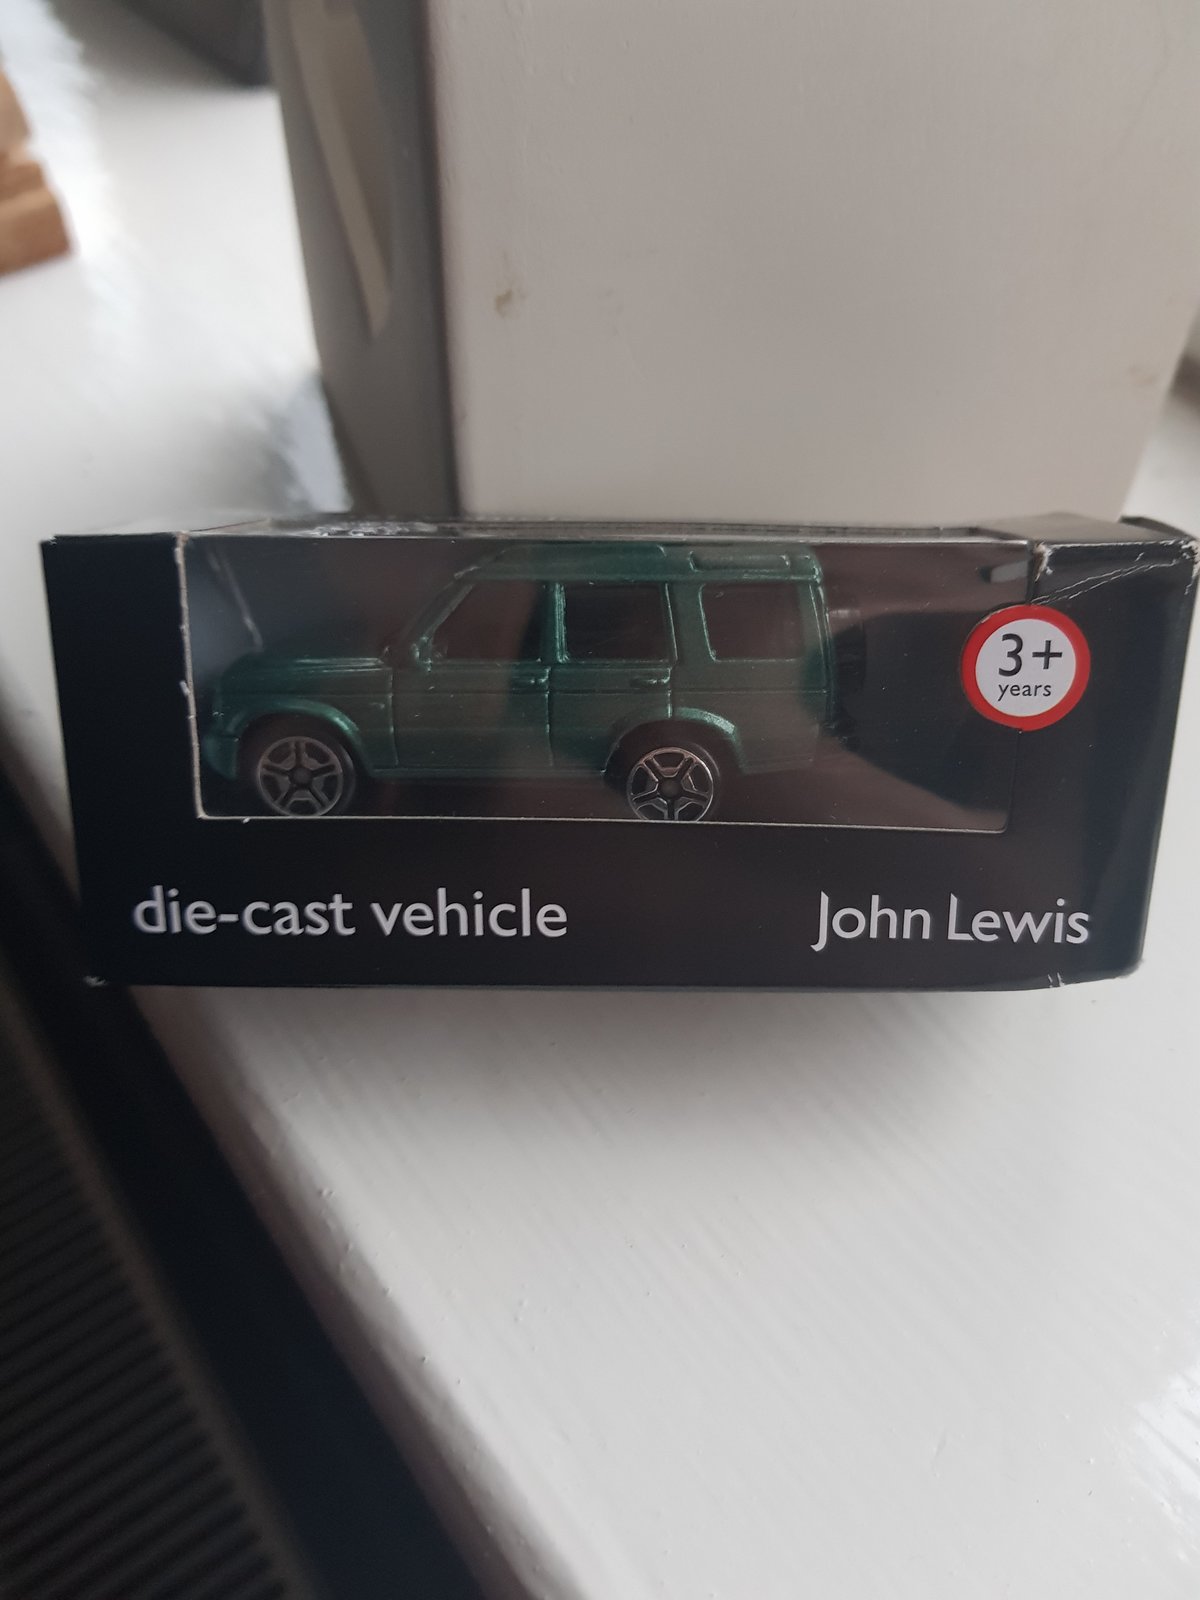 3+
years
die-cast vehicle
John Lewis